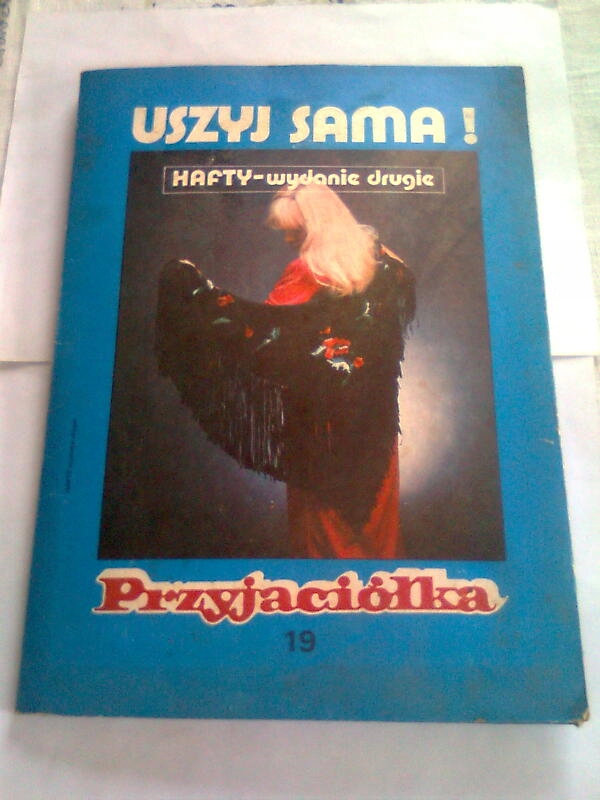 USZYJ SAMA !
HAFTY-wydanie drugie
Przyjaciółka
19